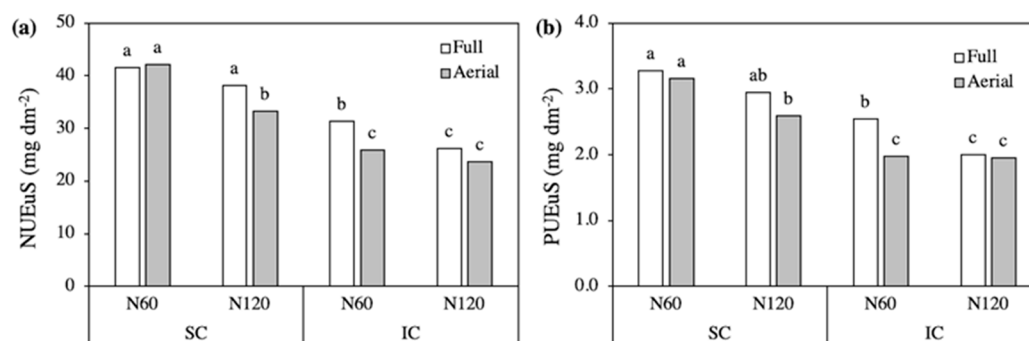 (a)
NUEuS (mg dm-2)
50
40
30
20
10
0
Full
Aerial
a a
a b
b c
c c
N60 N120 N60 N120
SC IC
(b)
PUEuS (mg dm-2)
4.0
3.0
2.0
1.0
0.0
Full
Aerial
a a
ab b
b c
c c
N60 N120 N60 N120
SC IC